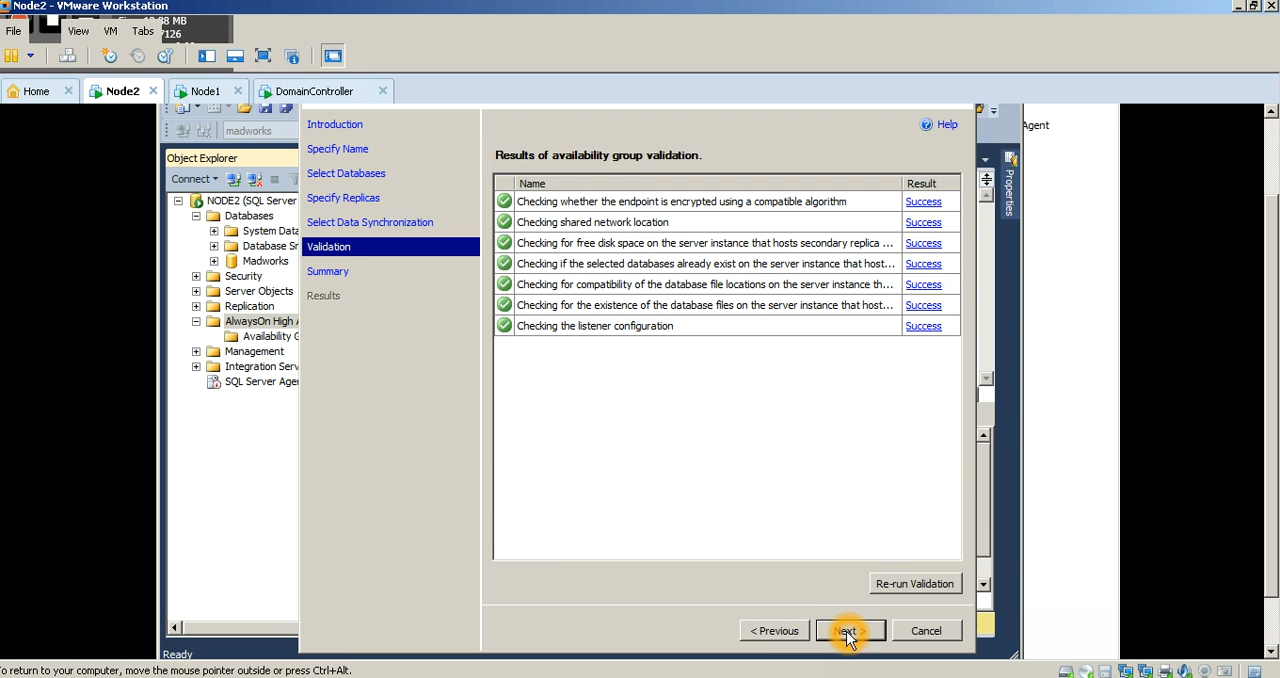 Node2 - VMware Workstation
File View VM Tabs
Home Node2 Node1 DomainController
madworks
Agent
Object Explorer
Connect
NODE2 (SQL Server
Databases
System Data
Madworks
Security
Server Objects
Replication
AlwaysOn High
Availability
Management
Integration Serv
SQL Server Age
Ready
Introduction
Specify Name
Select Databases
Specify Replicas
Select Data Synchronization
Validation
Summary
Results
Help
Results of availability group validation.
Name Result
Checking whether the endpoint is encrypted using a compatible algorithm Success
Checking shared network location Success
Checking for free disk space on the server instance that hosts secondary replica ... Success
Checking if the selected databases already exist on the server instance that host... Success
Checking for compatibility of the database file locations on the server instance th... Success
Checking for the existence of the database files on the server instance that host... Success
Checking the listener configuration Success
Re-run Validation
< Previous Next > Cancel
Properties
To return to your computer, move the mouse pointer outside or press Ctrl+Alt.